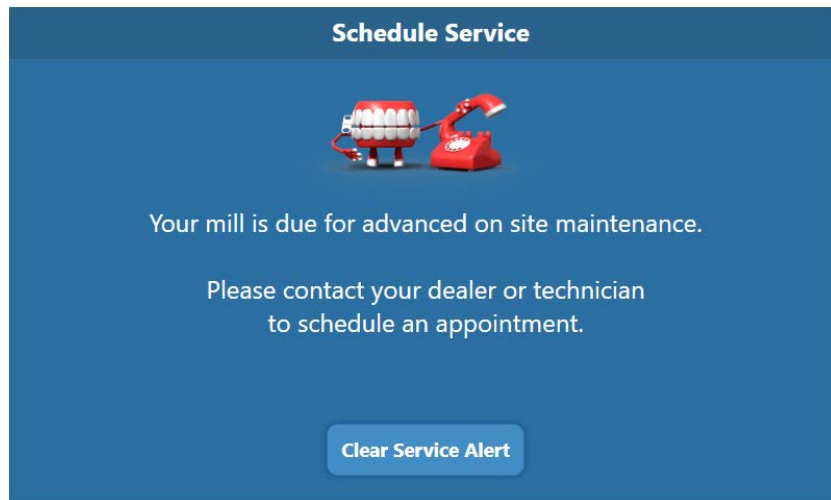 Schedule Service
Your mill is due for advanced on site maintenance.
Please contact your dealer or technician
to schedule an appointment.
Clear Service Alert